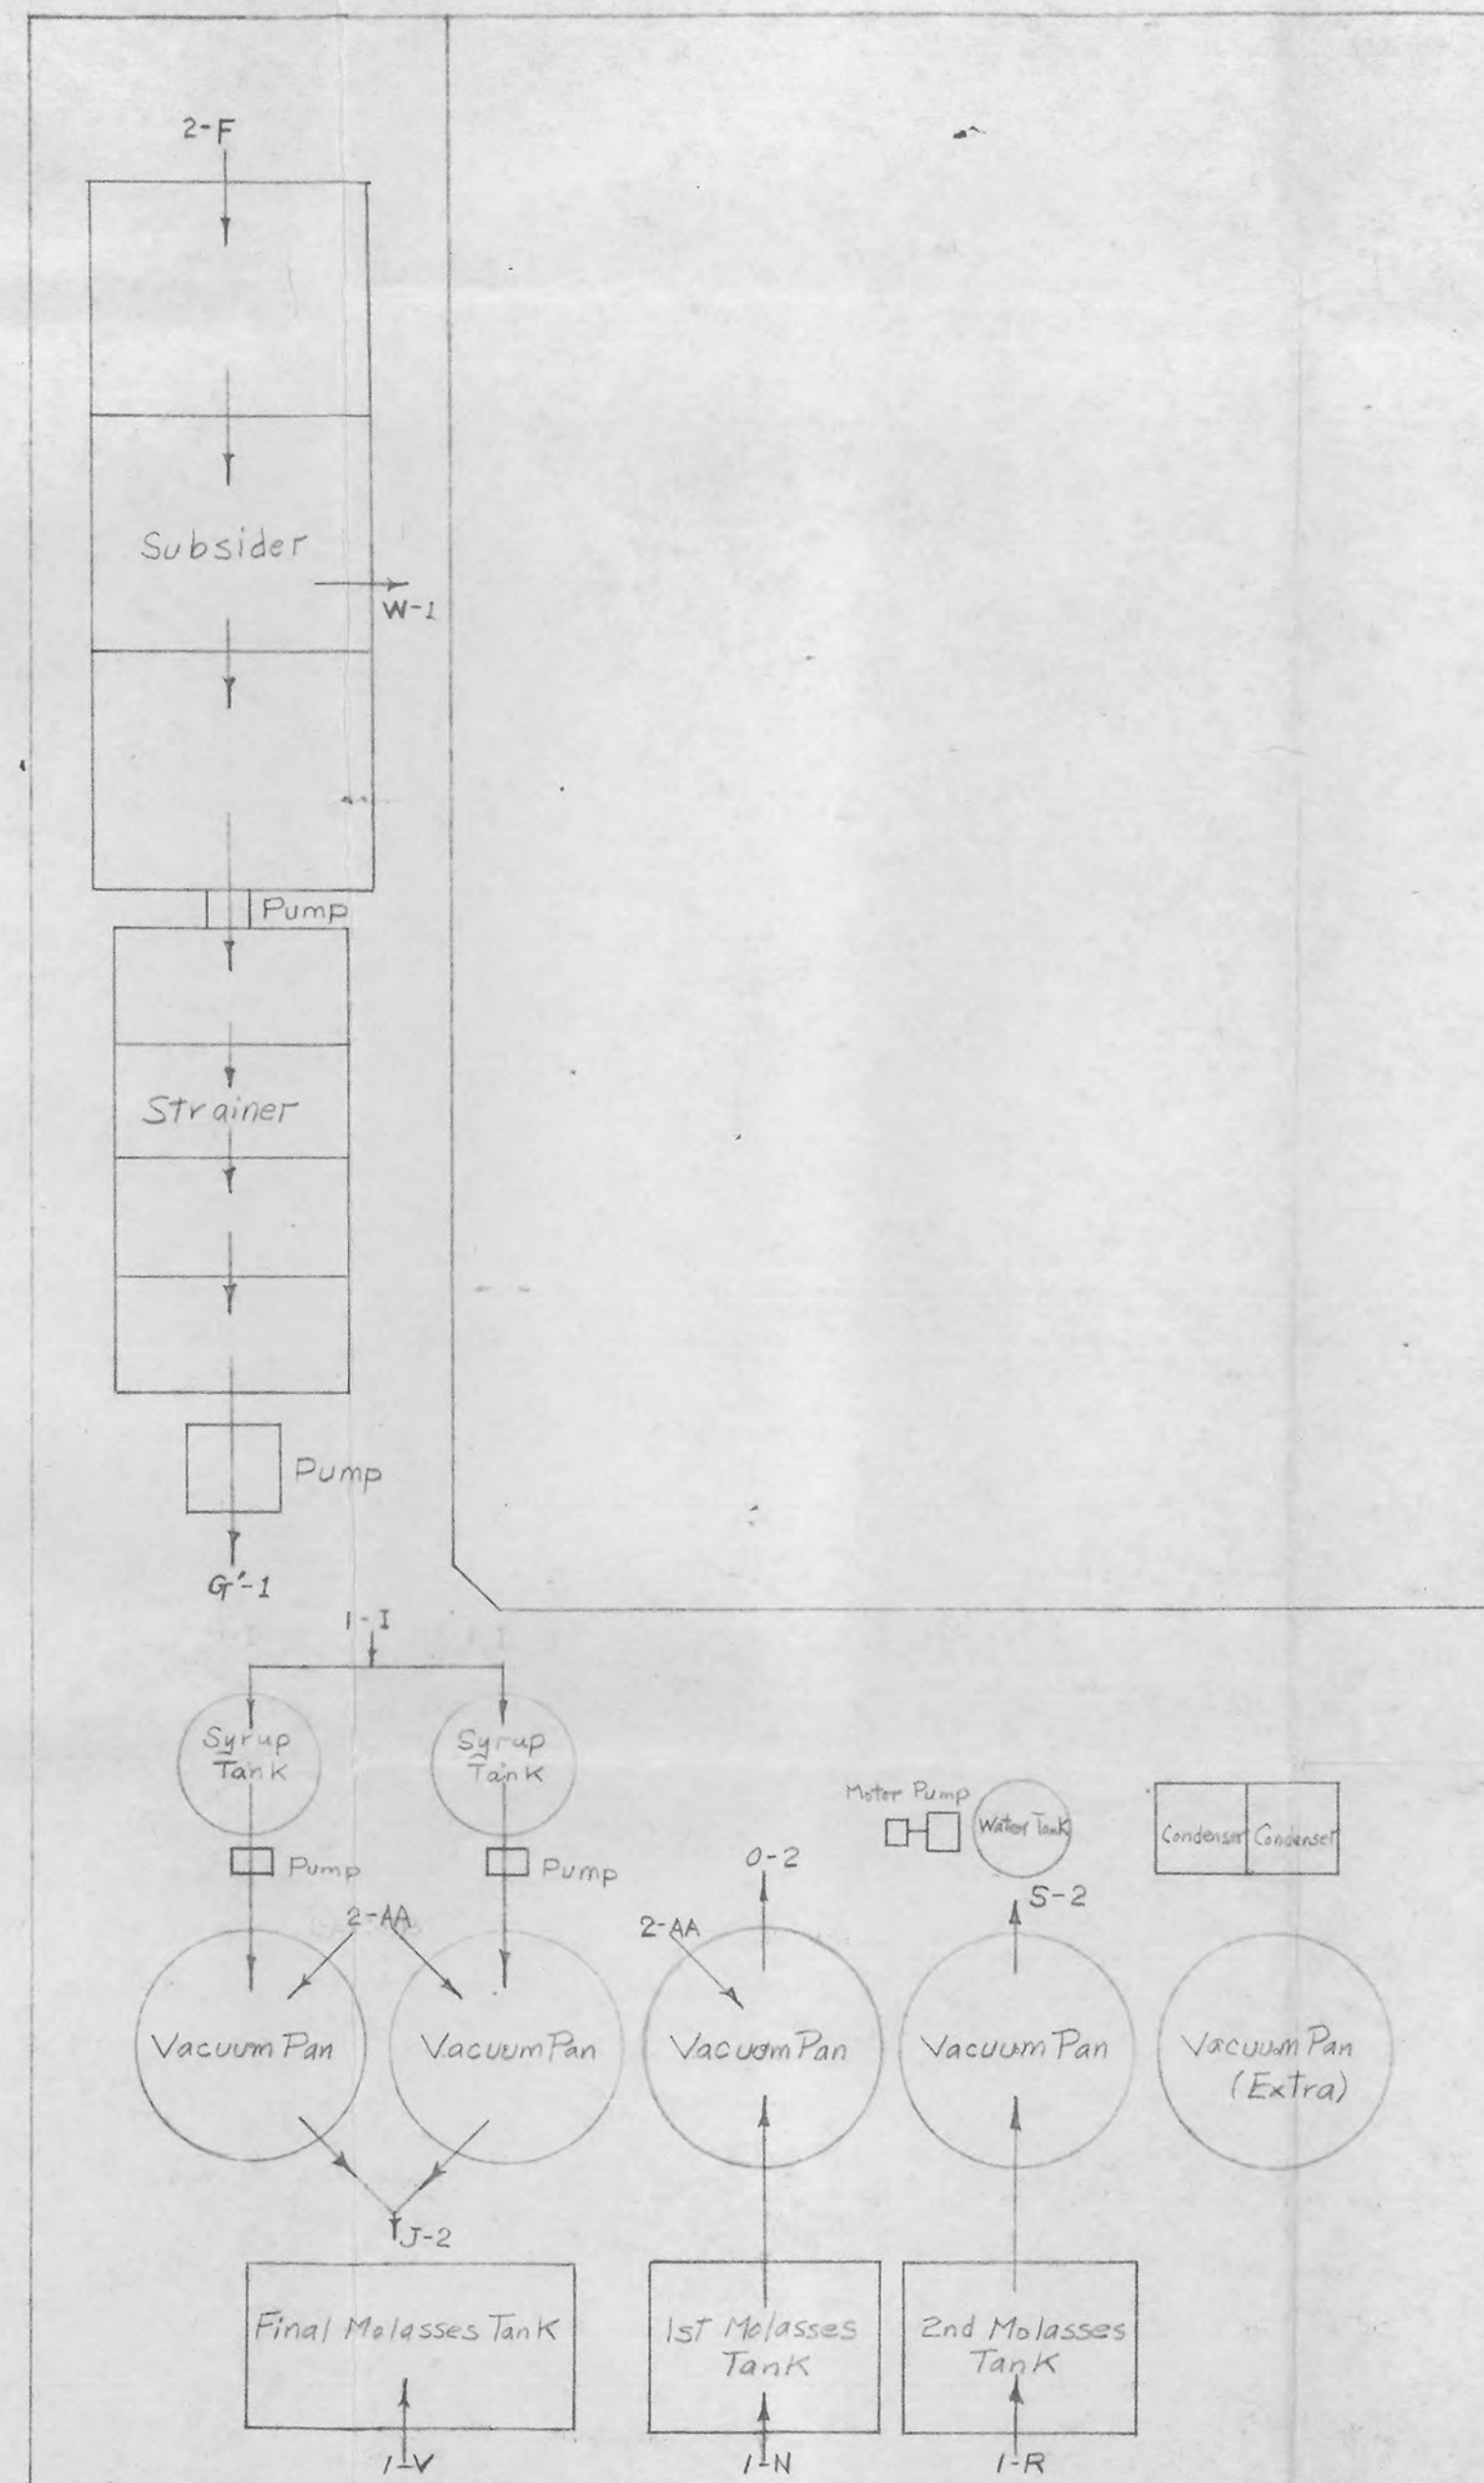 2-F
Subsider
W-1
Pump
Strainer
Pump
G'-1
1-I
Syrup
Tank
Syrup
Tank
Motor Pump
Water Tank
Condenser
Condenser
Pump
Pump
O-2
S-2
2-AA
2-AA
Vacuum Pan
Vacuum Pan
Vacuum Pan
Vacuum Pan
Vacuum Pan
(Extra)
J-2
Final Molasses Tank
1st Molasses
Tank
2nd Molasses
Tank
1-V
1-N
1-R